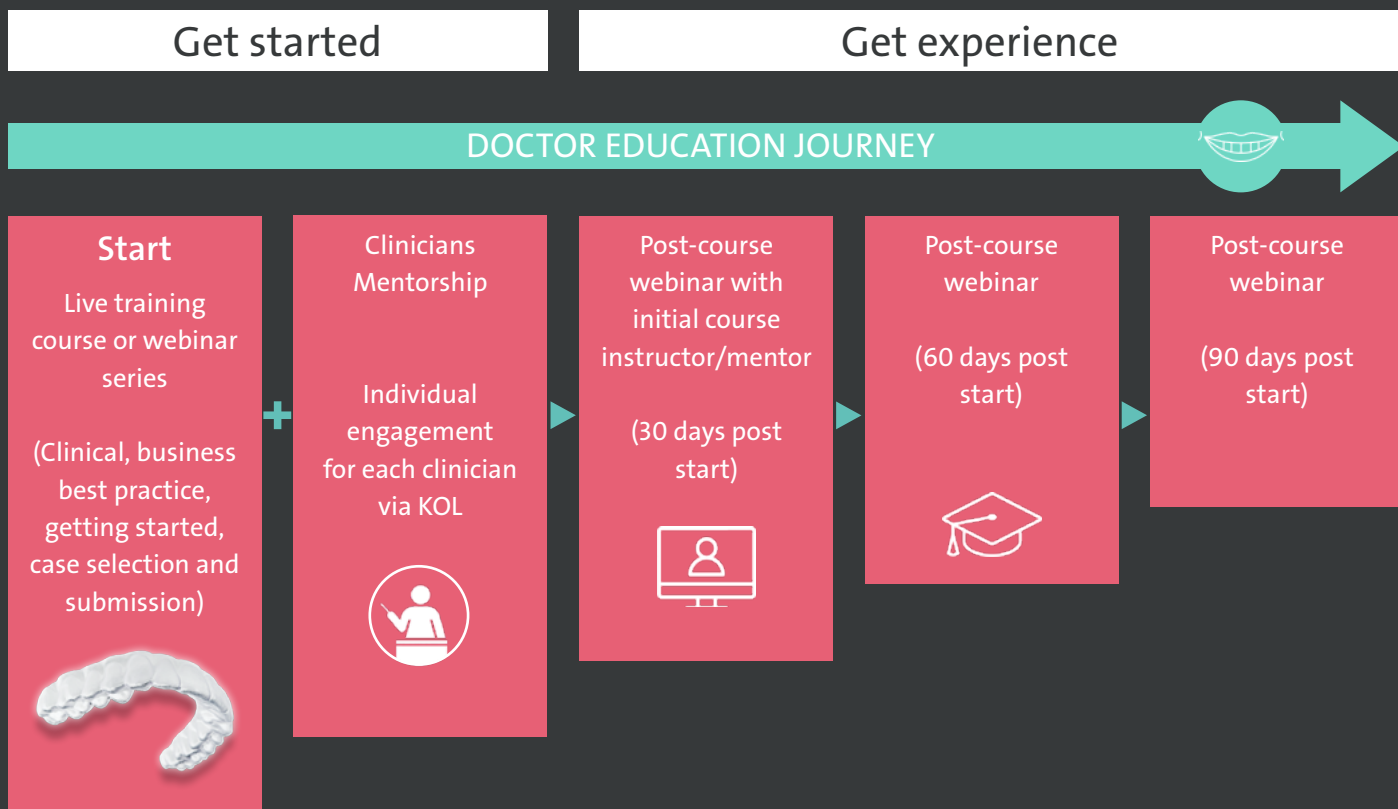 Get started
Get experience
DOCTOR EDUCATION JOURNEY
Start
Live training
course or webinar
series
(Clinical, business
best practice,
getting started,
case selection and
submission)
Clinicians
Mentorship
Individual
engagement
for each clinician
via KOL
Post-course
webinar with
initial course
instructor/mentor
(30 days post
start)
Post-course
webinar
(60 days post
start)
Post-course
webinar
(90 days post
start)